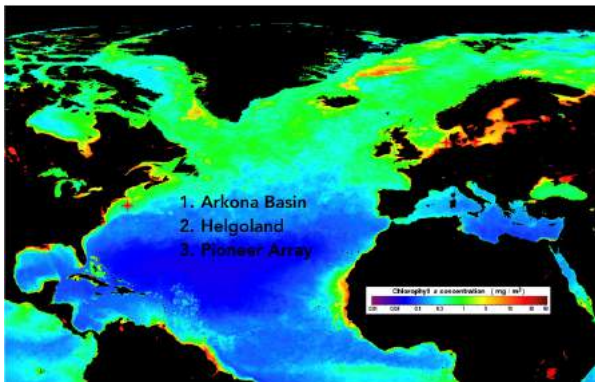 1. Arkona Basin
2. Helgoland
3. Pioneer Array
Chlorophyll a concentration ( mg / m³ )